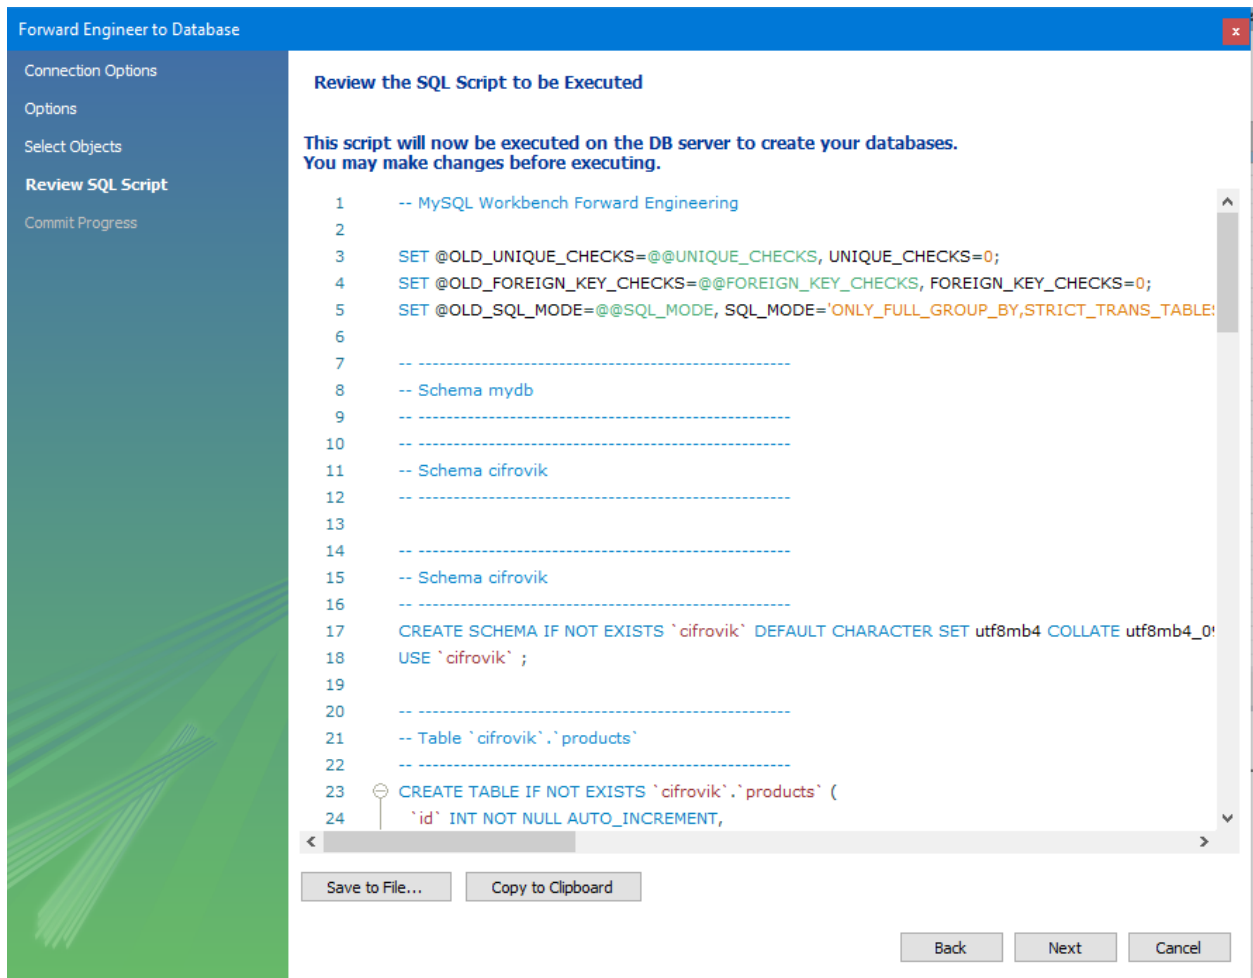 Forward Engineer to Database
x
Connection Options
Options
Select Objects
Review SQL Script
Commit Progress
Review the SQL Script to be Executed
This script will now be executed on the DB server to create your databases.
You may make changes before executing.
1 -- MySQL Workbench Forward Engineering
2
3 SET @OLD_UNIQUE_CHECKS=@@UNIQUE_CHECKS, UNIQUE_CHECKS=0;
4 SET @OLD_FOREIGN_KEY_CHECKS=@@FOREIGN_KEY_CHECKS, FOREIGN_KEY_CHECKS=0;
5 SET @OLD_SQL_MODE=@@SQL_MODE, SQL_MODE='ONLY_FULL_GROUP_BY,STRICT_TRANS_TABLES
6
7 -- -----------------------------------------------------
8 -- Schema mydb
9 -- -----------------------------------------------------
10 -- -----------------------------------------------------
11 -- Schema cifrovik
12 -- -----------------------------------------------------
13
14 -- -----------------------------------------------------
15 -- Schema cifrovik
16 -- -----------------------------------------------------
17 CREATE SCHEMA IF NOT EXISTS `cifrovik` DEFAULT CHARACTER SET utf8mb4 COLLATE utf8mb4_09
18 USE `cifrovik` ;
19
20 -- -----------------------------------------------------
21 -- Table `cifrovik`.`products`
22 -- -----------------------------------------------------
23 CREATE TABLE IF NOT EXISTS `cifrovik`.`products` (
24 `id` INT NOT NULL AUTO_INCREMENT,
Save to File...
Copy to Clipboard
Back
Next
Cancel